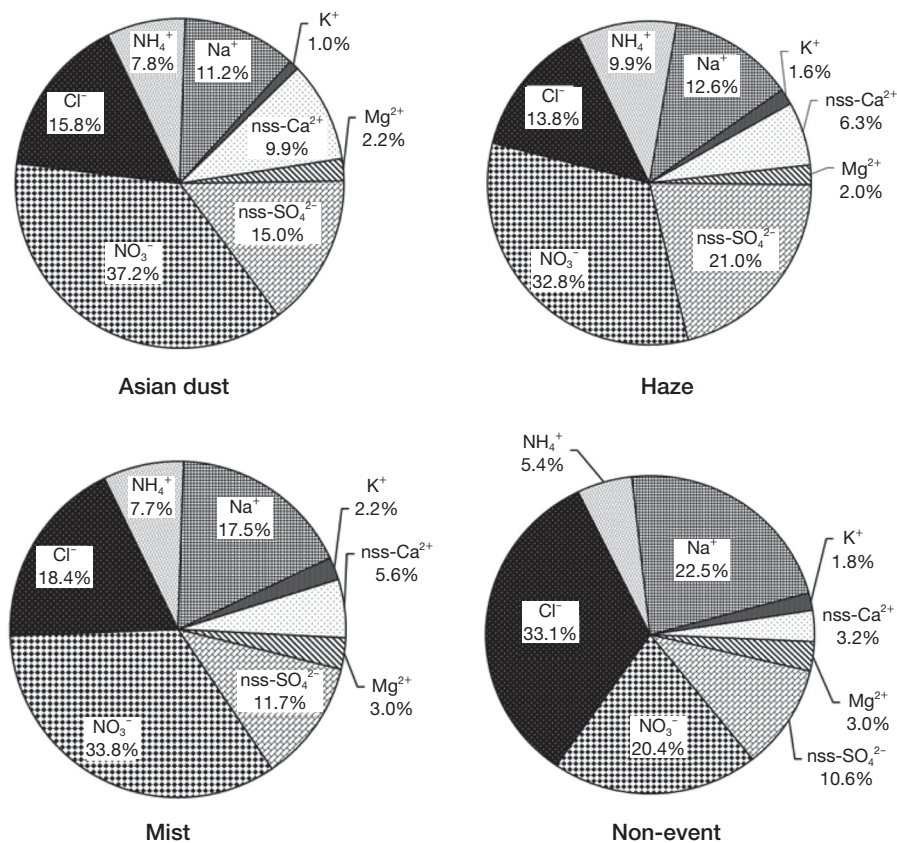 NH₄⁺
7.8%
Na⁺
11.2%
K⁺
1.0%
Cl⁻
15.8%
nss-Ca²⁺
9.9%
Mg²⁺
2.2%
nss-SO₄²⁻
15.0%
NO₃⁻
37.2%
Asian dust
NH₄⁺
9.9%
Na⁺
12.6%
K⁺
1.6%
Cl⁻
13.8%
nss-Ca²⁺
6.3%
Mg²⁺
2.0%
nss-SO₄²⁻
21.0%
NO₃⁻
32.8%
Haze
NH₄⁺
7.7%
Na⁺
17.5%
K⁺
2.2%
Cl⁻
18.4%
nss-Ca²⁺
5.6%
Mg²⁺
3.0%
nss-SO₄²⁻
11.7%
NO₃⁻
33.8%
Mist
NH₄⁺
5.4%
Na⁺
22.5%
K⁺
1.8%
Cl⁻
33.1%
nss-Ca²⁺
3.2%
Mg²⁺
3.0%
NO₃⁻
20.4%
nss-SO₄²⁻
10.6%
Non-event